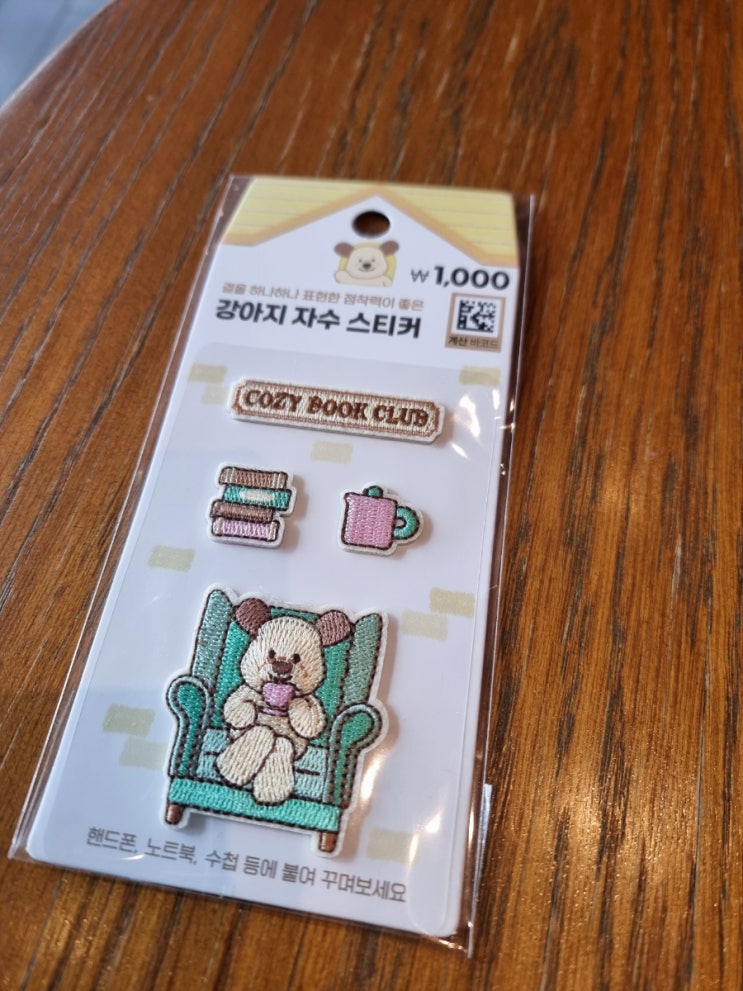 ₩1,000
결을 하나하나 표현한 점착력이 좋은
강아지 자수 스티커
계산 바코드
COZY BOOK CLUB
핸드폰, 노트북, 수첩 등에 붙여 꾸며보세요